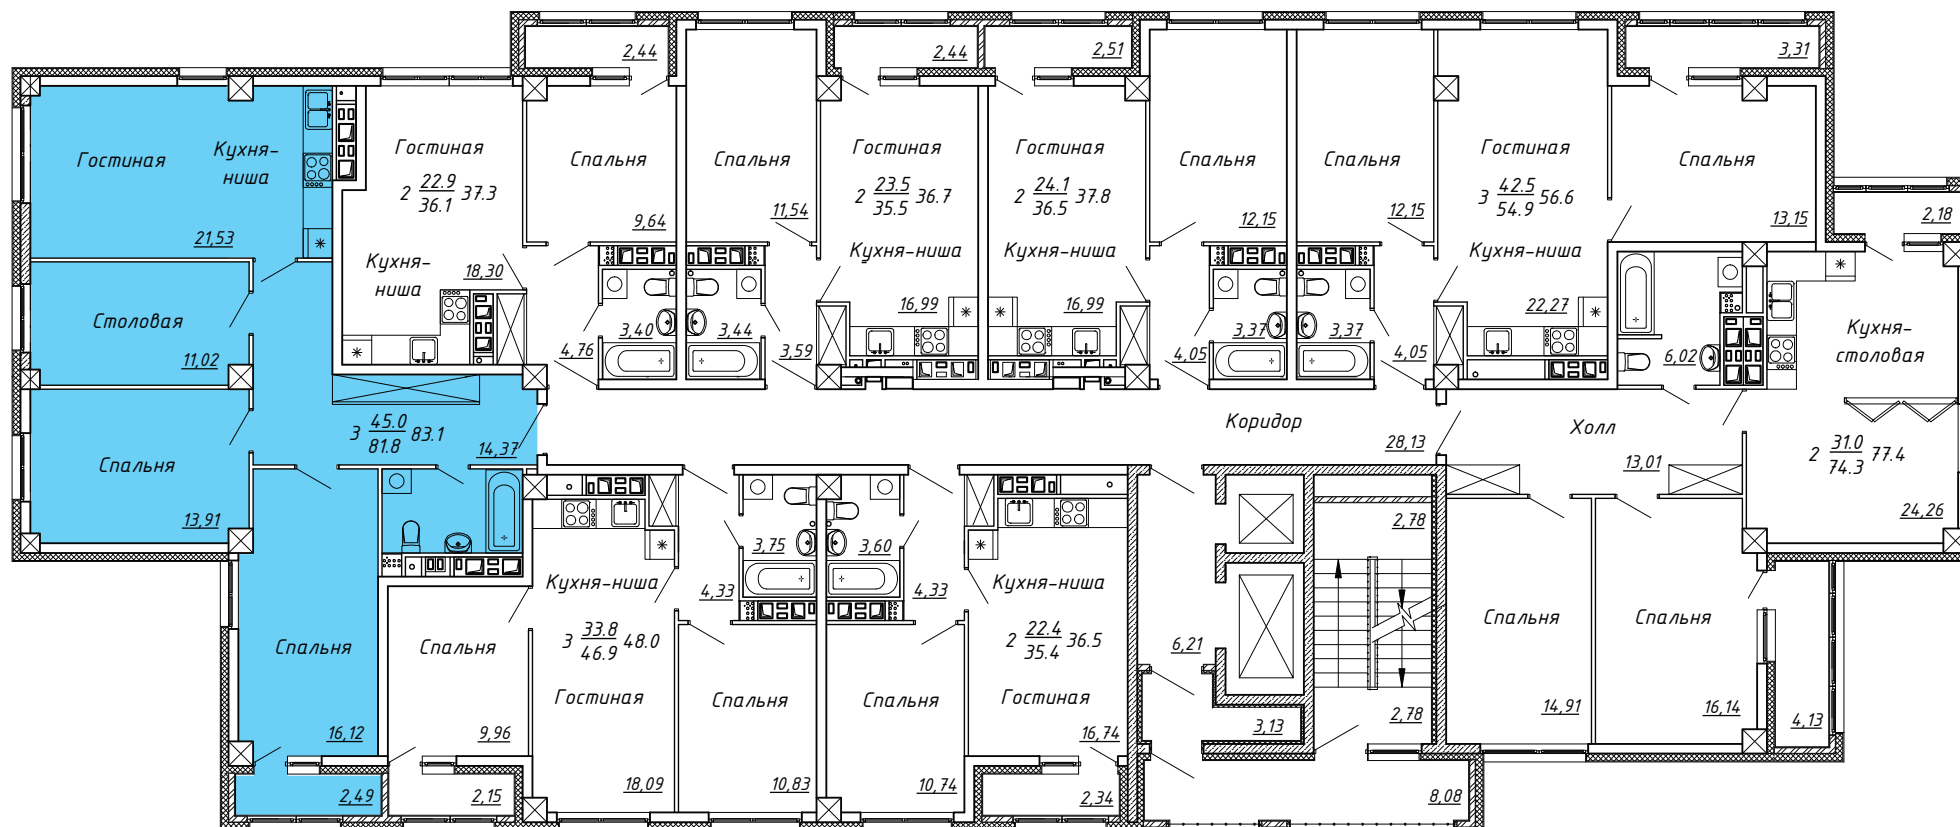 2,44
2,44
2,51
3,31
Гостиная
Кухня-
ниша
21,53
Гостиная
2 22.9 37.3
36.1
Кухня-
ниша
18,30
Спальня
9,64
Спальня
11,54
Гостиная
2 23.5 36.7
35.5
Кухня-ниша
16,99
Гостиная
2 24.1 37.8
36.5
Кухня-ниша
16,99
Спальня
12,15
Спальня
12,15
Гостиная
3 42.5 56.6
54.9
Кухня-ниша
22,27
Спальня
13,15
2,18
Столовая
11,02
3,40
4,76
3,44
3,59
3,37
4,05
3,37
4,05
6,02
Кухня-
столовая
Спальня
13,91
3 45.0 83.1
81.8
14,37
Коридор
28,13
Холл
13,01
2 31.0 77.4
74.3
24,26
Спальня
16,12
2,49
Спальня
9,96
2,15
3,75
4,33
3,60
4,33
Кухня-ниша
3 33.8 48.0
46.9
Гостиная
18,09
Спальня
10,83
Спальня
10,74
Кухня-ниша
2 22.4 36.5
35.4
Гостиная
16,74
2,34
6,21
3,13
2,78
2,78
8,08
Спальня
14,91
Спальня
16,14
4,13